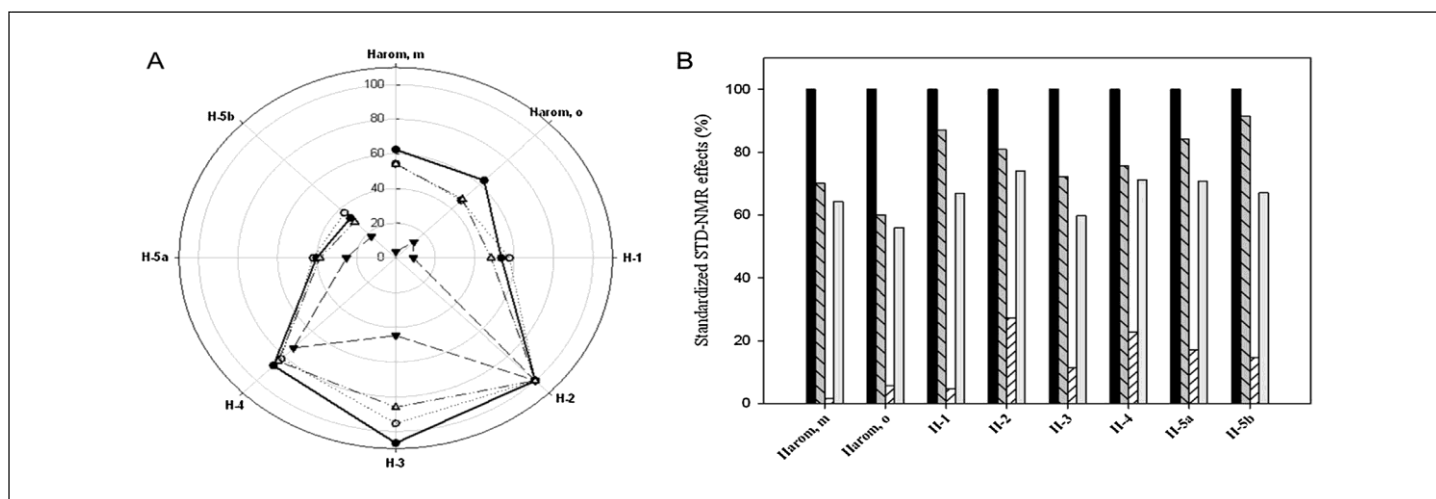 A
Harom, m
Harom, o
H-1
H-2
H-3
H-4
H-5a
H-5b
100
80
60
40
20
0
B
Standardized STD-NMR effects (%)
100
80
60
40
20
0
Harom, m
Harom, o
H-1
H-2
H-3
H-4
H-5a
H-5b